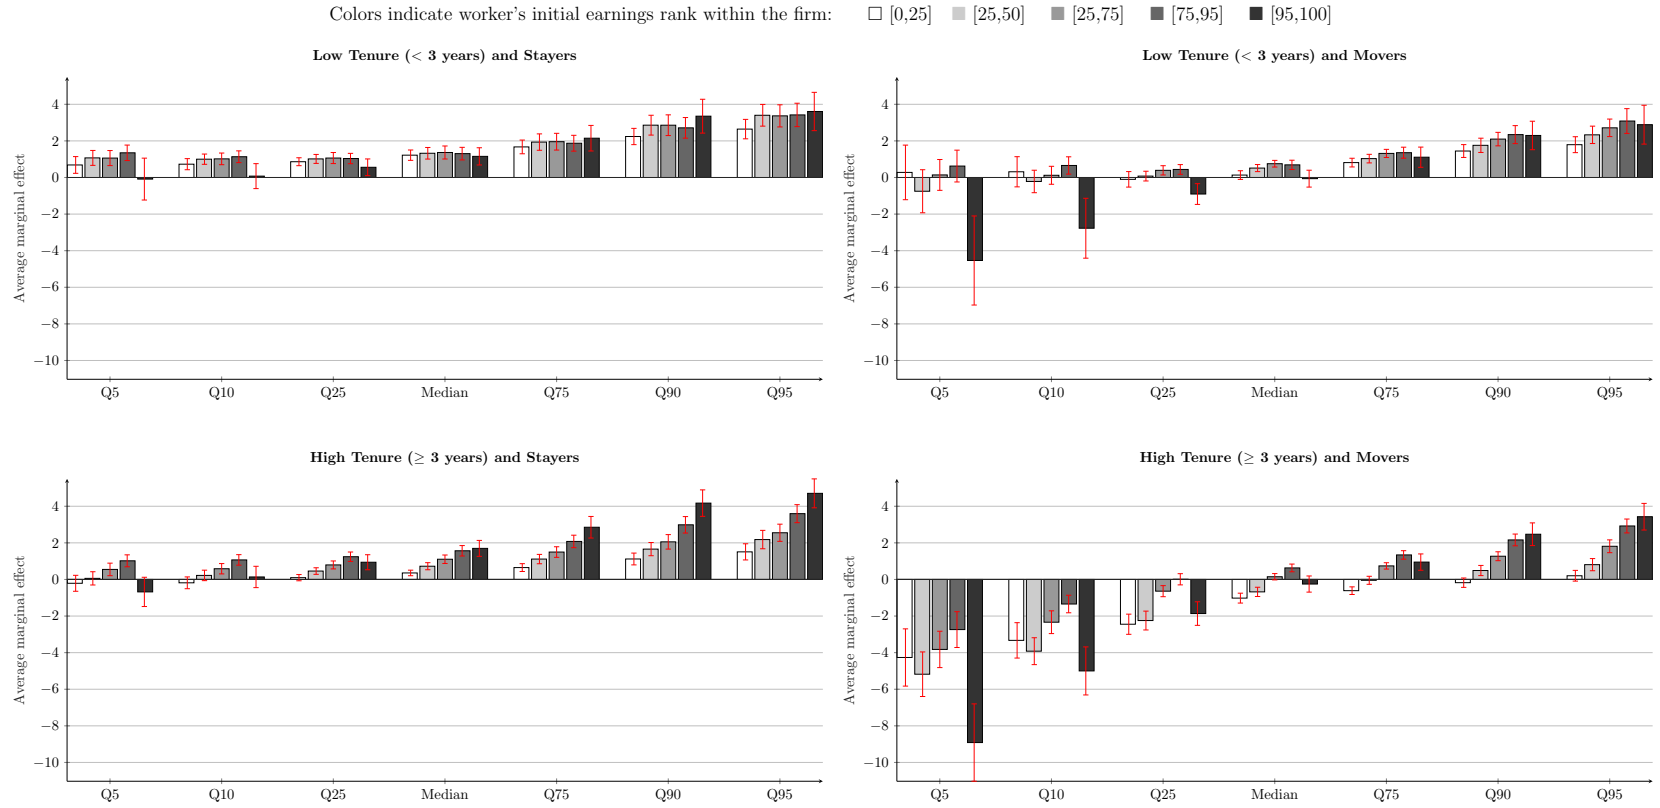 Colors indicate worker's initial earnings rank within the firm: [0,25] [25,50] [25,75] [75,95] [95,100]
Low Tenure (< 3 years) and Stayers
4
2
0
−2
−4
−6
−8
−10
Average marginal effect
Q5 Q10 Q25 Median Q75 Q90 Q95
Low Tenure (< 3 years) and Movers
4
2
0
−2
−4
−6
−8
−10
Average marginal effect
Q5 Q10 Q25 Median Q75 Q90 Q95
High Tenure (≥ 3 years) and Stayers
4
2
0
−2
−4
−6
−8
−10
Average marginal effect
Q5 Q10 Q25 Median Q75 Q90 Q95
High Tenure (≥ 3 years) and Movers
4
2
0
−2
−4
−6
−8
−10
Average marginal effect
Q5 Q10 Q25 Median Q75 Q90 Q95